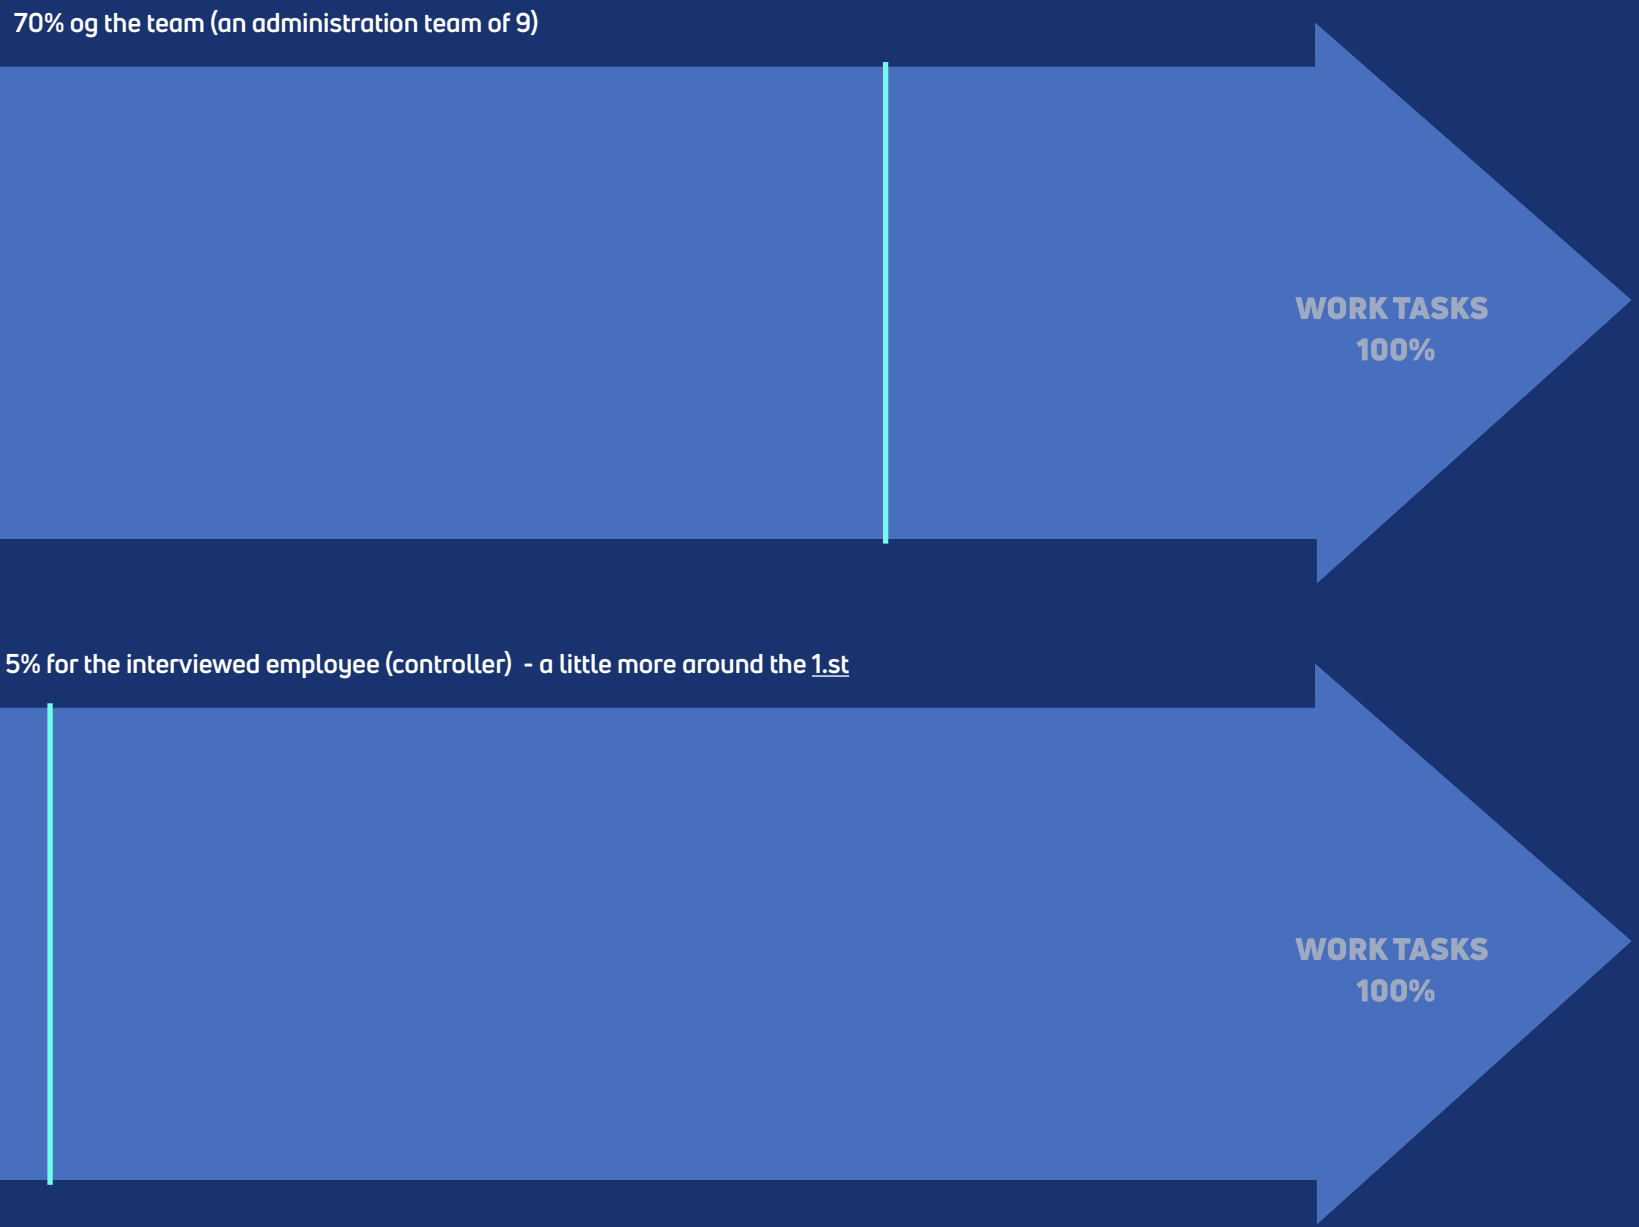 70% og the team (an administration team of 9)
WORK TASKS
100%
5% for the interviewed employee (controller)  - a little more around the 1.st
WORK TASKS
100%